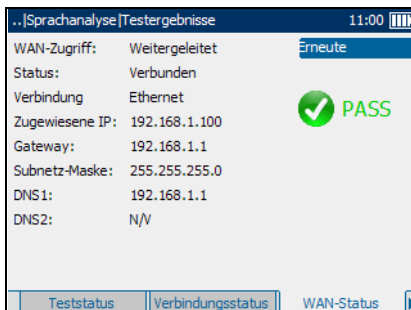 ..|Sprachanalyse|Testergebnisse 11:00
WAN-Zugriff: Weitergeleitet Erneute
Status: Verbunden
Verbindung Ethernet
PASS
Zugewiesene IP: 192.168.1.100
Gateway: 192.168.1.1
Subnetz-Maske: 255.255.255.0
DNS1: 192.168.1.1
DNS2: N/V
Teststatus Verbindungsstatus WAN-Status